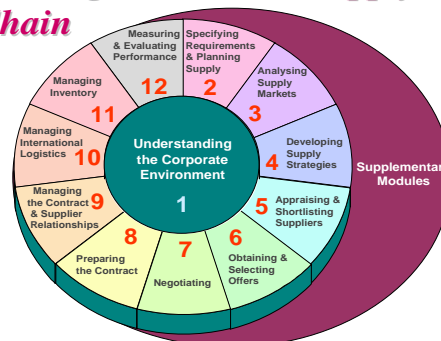 Chain
Measuring
& Evaluating
Performance
12
Specifying
Requirements
& Planning
Supply
2
Analysing
Supply
Markets
3
Developing
Supply
Strategies
4
Appraising &
Shortlisting
Suppliers
5
Obtaining &
Selecting
Offers
6
Negotiating
7
Preparing
the Contract
8
Managing
the Contract
& Supplier
Relationships
9
Managing
International
Logistics
10
Managing
Inventory
11
Understanding
the Corporate
Environment
1
Supplementar
Modules